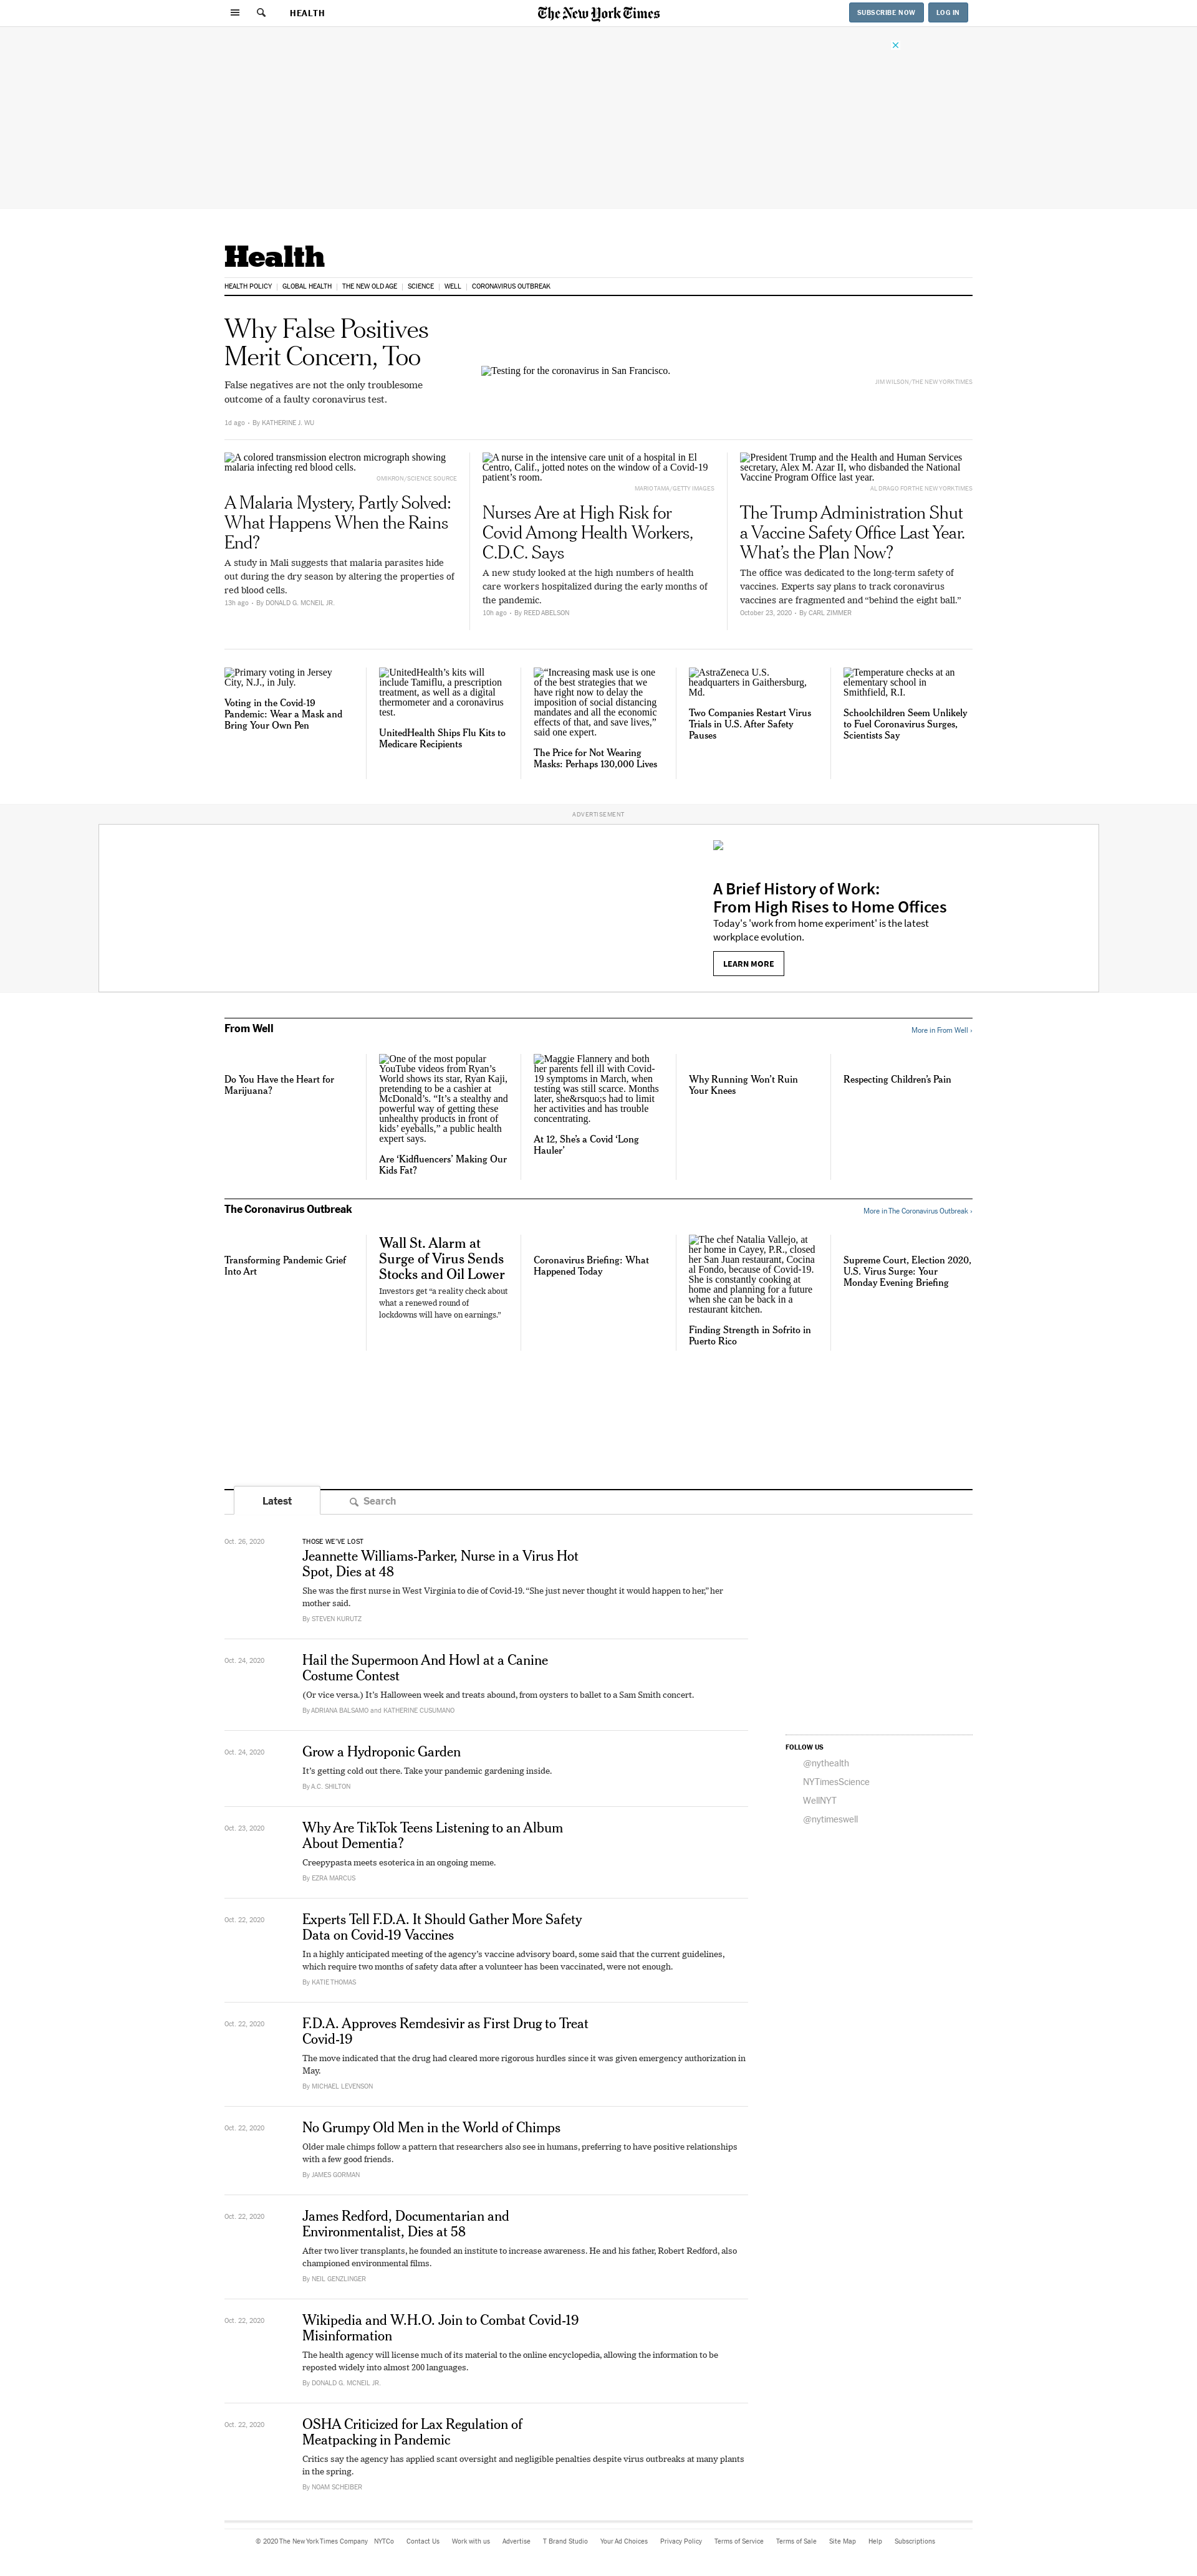 HEALTH
The New York Times
SUBSCRIBE NOW
LOG IN
Health
HEALTH POLICY | GLOBAL HEALTH | THE NEW OLD AGE | SCIENCE | WELL | CORONAVIRUS OUTBREAK
Why False Positives
Merit Concern, Too
False negatives are not the only troublesome
outcome of a faulty coronavirus test.
1d ago • By KATHERINE J. WU
Testing for the coronavirus in San Francisco.
JIM WILSON/THE NEW YORK TIMES
A colored transmission electron micrograph showing
malaria infecting red blood cells.
OMIKRON/SCIENCE SOURCE
A Malaria Mystery, Partly Solved:
What Happens When the Rains
End?
A study in Mali suggests that malaria parasites hide
out during the dry season by altering the properties of
red blood cells.
13h ago • By DONALD G. MCNEIL JR.
A nurse in the intensive care unit of a hospital in El
Centro, Calif., jotted notes on the window of a Covid-19
patient’s room.
MARIO TAMA/GETTY IMAGES
Nurses Are at High Risk for
Covid Among Health Workers,
C.D.C. Says
A new study looked at the high numbers of health
care workers hospitalized during the early months of
the pandemic.
10h ago • By REED ABELSON
President Trump and the Health and Human Services
secretary, Alex M. Azar II, who disbanded the National
Vaccine Program Office last year.
AL DRAGO FOR THE NEW YORK TIMES
The Trump Administration Shut
a Vaccine Safety Office Last Year.
What’s the Plan Now?
The office was dedicated to the long-term safety of
vaccines. Experts say plans to track coronavirus
vaccines are fragmented and “behind the eight ball.”
October 23, 2020 • By CARL ZIMMER
Primary voting in Jersey
City, N.J., in July.
Voting in the Covid-19
Pandemic: Wear a Mask and
Bring Your Own Pen
UnitedHealth’s kits will
include Tamiflu, a prescription
treatment, as well as a digital
thermometer and a coronavirus
test.
UnitedHealth Ships Flu Kits to
Medicare Recipients
“Increasing mask use is one
of the best strategies that we
have right now to delay the
imposition of social distancing
mandates and all the economic
effects of that, and save lives,”
said one expert.
The Price for Not Wearing
Masks: Perhaps 130,000 Lives
AstraZeneca U.S.
headquarters in Gaithersburg,
Md.
Two Companies Restart Virus
Trials in U.S. After Safety
Pauses
Temperature checks at an
elementary school in
Smithfield, R.I.
Schoolchildren Seem Unlikely
to Fuel Coronavirus Surges,
Scientists Say
ADVERTISEMENT
A Brief History of Work:
From High Rises to Home Offices
Today's 'work from home experiment' is the latest
workplace evolution.
LEARN MORE
From Well
More in From Well ›
Do You Have the Heart for
Marijuana?
One of the most popular
YouTube videos from Ryan’s
World shows its star, Ryan Kaji,
pretending to be a cashier at
McDonald’s. “It’s a stealthy and
powerful way of getting these
unhealthy products in front of
kids’ eyeballs,” a public health
expert says.
Are ‘Kidfluencers’ Making Our
Kids Fat?
Maggie Flannery and both
her parents fell ill with Covid-
19 symptoms in March, when
testing was still scarce. Months
later, she&rsquo;s had to limit
her activities and has trouble
concentrating.
At 12, She’s a Covid ‘Long
Hauler’
Why Running Won’t Ruin
Your Knees
Respecting Children’s Pain
The Coronavirus Outbreak
More in The Coronavirus Outbreak ›
Transforming Pandemic Grief
Into Art
Wall St. Alarm at
Surge of Virus Sends
Stocks and Oil Lower
Investors get “a reality check about
what a renewed round of
lockdowns will have on earnings.”
Coronavirus Briefing: What
Happened Today
The chef Natalia Vallejo, at
her home in Cayey, P.R., closed
her San Juan restaurant, Cocina
al Fondo, because of Covid-19.
She is constantly cooking at
home and planning for a future
when she can be back in a
restaurant kitchen.
Finding Strength in Sofrito in
Puerto Rico
Supreme Court, Election 2020,
U.S. Virus Surge: Your
Monday Evening Briefing
Latest
Search
Oct. 26, 2020
THOSE WE’VE LOST
Jeannette Williams-Parker, Nurse in a Virus Hot
Spot, Dies at 48
She was the first nurse in West Virginia to die of Covid-19. “She just never thought it would happen to her,” her
mother said.
By STEVEN KURUTZ
Oct. 24, 2020
Hail the Supermoon And Howl at a Canine
Costume Contest
(Or vice versa.) It’s Halloween week and treats abound, from oysters to ballet to a Sam Smith concert.
By ADRIANA BALSAMO and KATHERINE CUSUMANO
Oct. 24, 2020
Grow a Hydroponic Garden
It’s getting cold out there. Take your pandemic gardening inside.
By A.C. SHILTON
Oct. 23, 2020
Why Are TikTok Teens Listening to an Album
About Dementia?
Creepypasta meets esoterica in an ongoing meme.
By EZRA MARCUS
Oct. 22, 2020
Experts Tell F.D.A. It Should Gather More Safety
Data on Covid-19 Vaccines
In a highly anticipated meeting of the agency’s vaccine advisory board, some said that the current guidelines,
which require two months of safety data after a volunteer has been vaccinated, were not enough.
By KATIE THOMAS
Oct. 22, 2020
F.D.A. Approves Remdesivir as First Drug to Treat
Covid-19
The move indicated that the drug had cleared more rigorous hurdles since it was given emergency authorization in
May.
By MICHAEL LEVENSON
Oct. 22, 2020
No Grumpy Old Men in the World of Chimps
Older male chimps follow a pattern that researchers also see in humans, preferring to have positive relationships
with a few good friends.
By JAMES GORMAN
Oct. 22, 2020
James Redford, Documentarian and
Environmentalist, Dies at 58
After two liver transplants, he founded an institute to increase awareness. He and his father, Robert Redford, also
championed environmental films.
By NEIL GENZLINGER
Oct. 22, 2020
Wikipedia and W.H.O. Join to Combat Covid-19
Misinformation
The health agency will license much of its material to the online encyclopedia, allowing the information to be
reposted widely into almost 200 languages.
By DONALD G. MCNEIL JR.
Oct. 22, 2020
OSHA Criticized for Lax Regulation of
Meatpacking in Pandemic
Critics say the agency has applied scant oversight and negligible penalties despite virus outbreaks at many plants
in the spring.
By NOAM SCHEIBER
FOLLOW US
@nythealth
NYTimesScience
WellNYT
@nytimeswell
© 2020 The New York Times Company NYTCo Contact Us Work with us Advertise T Brand Studio Your Ad Choices Privacy Policy Terms of Service Terms of Sale Site Map Help Subscriptions